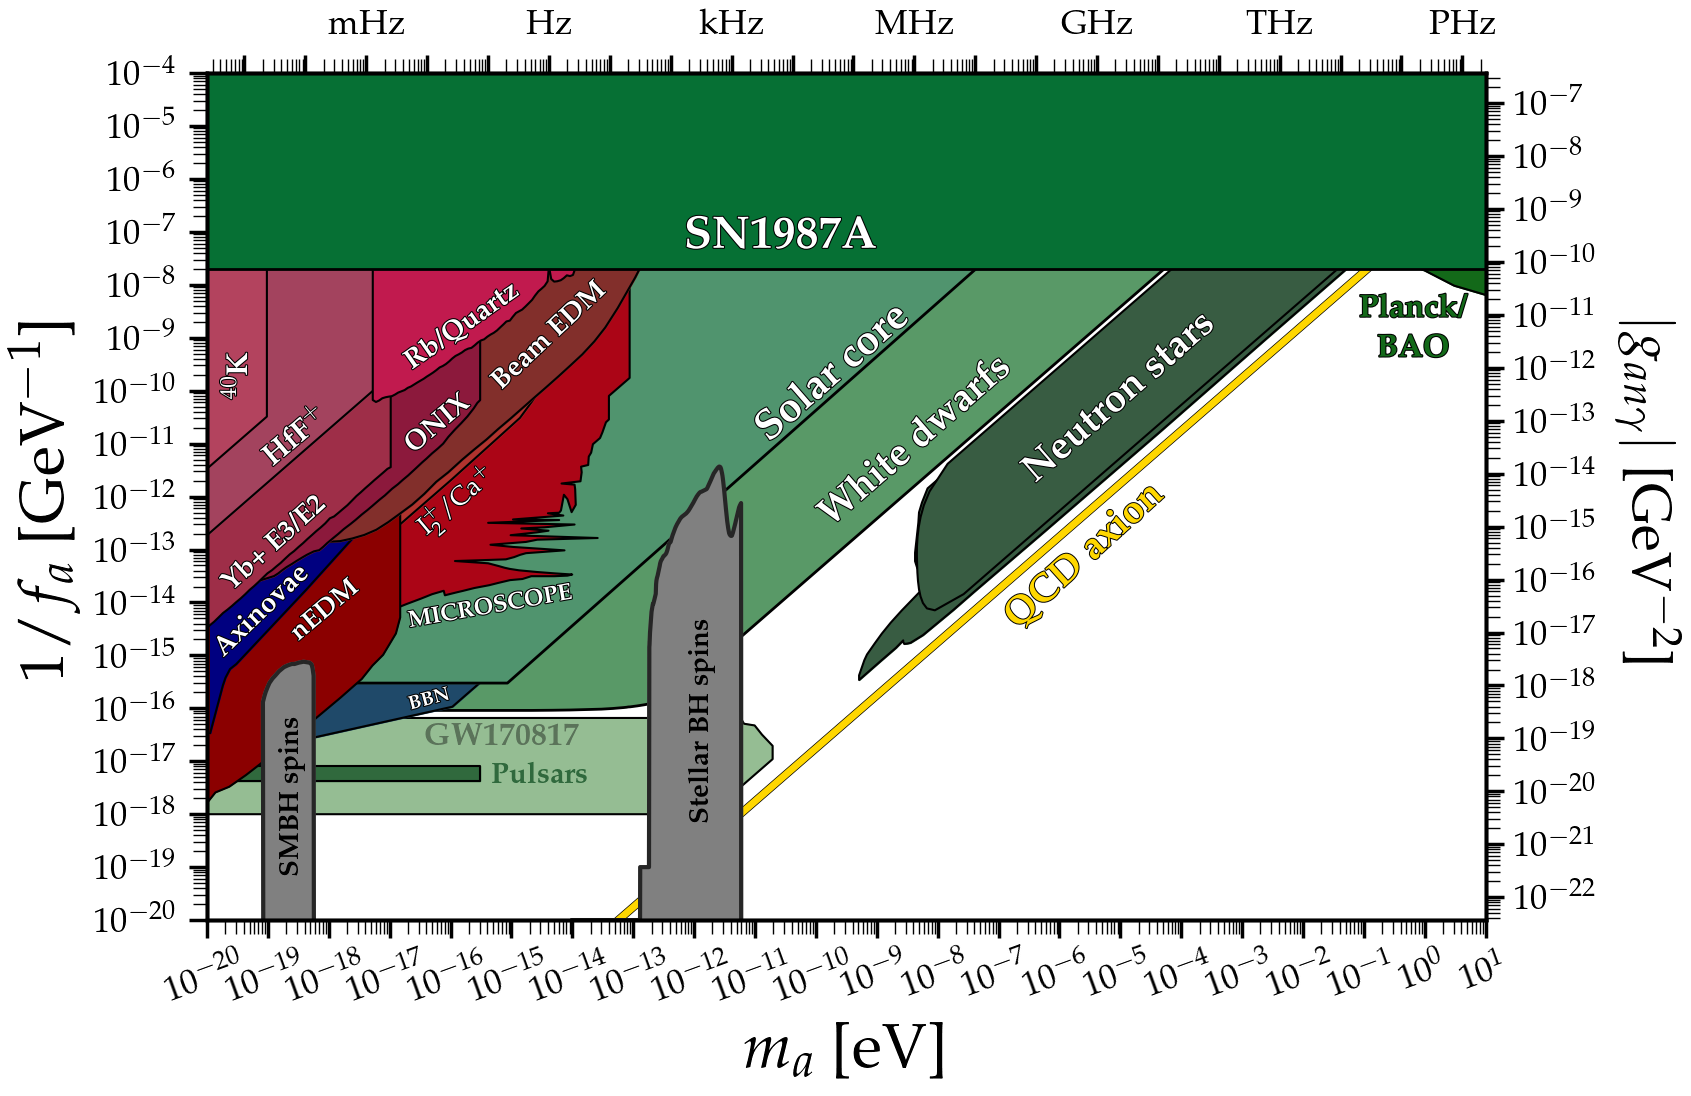 mHz Hz kHz MHz GHz THz PHz
10⁻⁴
10⁻⁵
10⁻⁶
10⁻⁷
10⁻⁸
10⁻⁹
10⁻¹⁰
10⁻¹¹
10⁻¹²
10⁻¹³
10⁻¹⁴
10⁻¹⁵
10⁻¹⁶
10⁻¹⁷
10⁻¹⁸
10⁻¹⁹
10⁻²⁰
1/fₐ [GeV⁻¹]
SN1987A
⁴⁰K
HfF⁺
Rb/Quartz
Beam EDM
ONIX
Yb+ E3/E2
I₂⁺/Ca⁺
Axinovae
nEDM
MICROSCOPE
BBN
GW170817
Pulsars
SMBH spins
Stellar BH spins
Solar core
White dwarfs
Neutron stars
QCD axion
Planck/
BAO
10⁻⁷
10⁻⁸
10⁻⁹
10⁻¹⁰
10⁻¹¹
10⁻¹²
10⁻¹³
10⁻¹⁴
10⁻¹⁵
10⁻¹⁶
10⁻¹⁷
10⁻¹⁸
10⁻¹⁹
10⁻²⁰
10⁻²¹
10⁻²²
|gₐₙᵧ| [GeV⁻²]
10⁻²⁰ 10⁻¹⁹ 10⁻¹⁸ 10⁻¹⁷ 10⁻¹⁶ 10⁻¹⁵ 10⁻¹⁴ 10⁻¹³ 10⁻¹² 10⁻¹¹ 10⁻¹⁰ 10⁻⁹ 10⁻⁸ 10⁻⁷ 10⁻⁶ 10⁻⁵ 10⁻⁴ 10⁻³ 10⁻² 10⁻¹ 10⁰ 10¹
mₐ [eV]